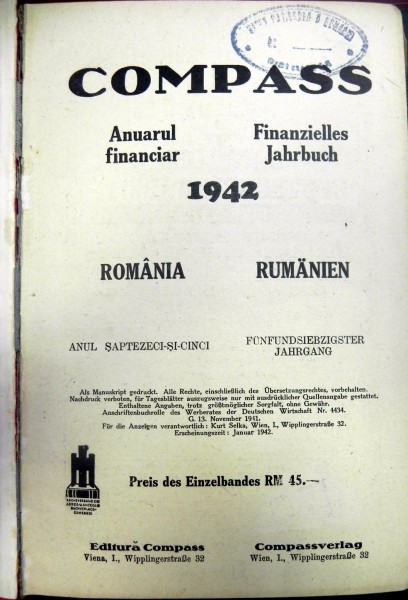 COMPASS
Anuarul
financiar
Finanzielles
Jahrbuch
1942
ROMÂNIA
RUMÄNIEN
ANUL ŞAPTEZECI-ŞI-CINCI
FÜNFUNDSIEBZIGSTER
JAHRGANG
Als Manuskript gedruckt. Alle Rechte, einschließlich des Übersetzungsrechtes, vorbehalten.
Nachdruck verboten, für Tagesblätter auszugsweise nur mit ausdrücklicher Quellenangabe gestattet.
Enthaltene Angaben, trotz größtmöglicher Sorgfalt, ohne Gewähr.
Anschriftenbuchrolle des Werberates der Deutschen Wirtschaft Nr. 4434.
G. 13. November 1941.
Für die Anzeigen verantwortlich: Kurt Selka, Wien, I., Wipplingerstraße 32.
Erscheinungszeit: Januar 1942.
Preis des Einzelbandes RM 45.—
Editură Compass
Viena, I., Wipplingerstraße 32
Compassverlag
Wien, I., Wipplingerstraße 32